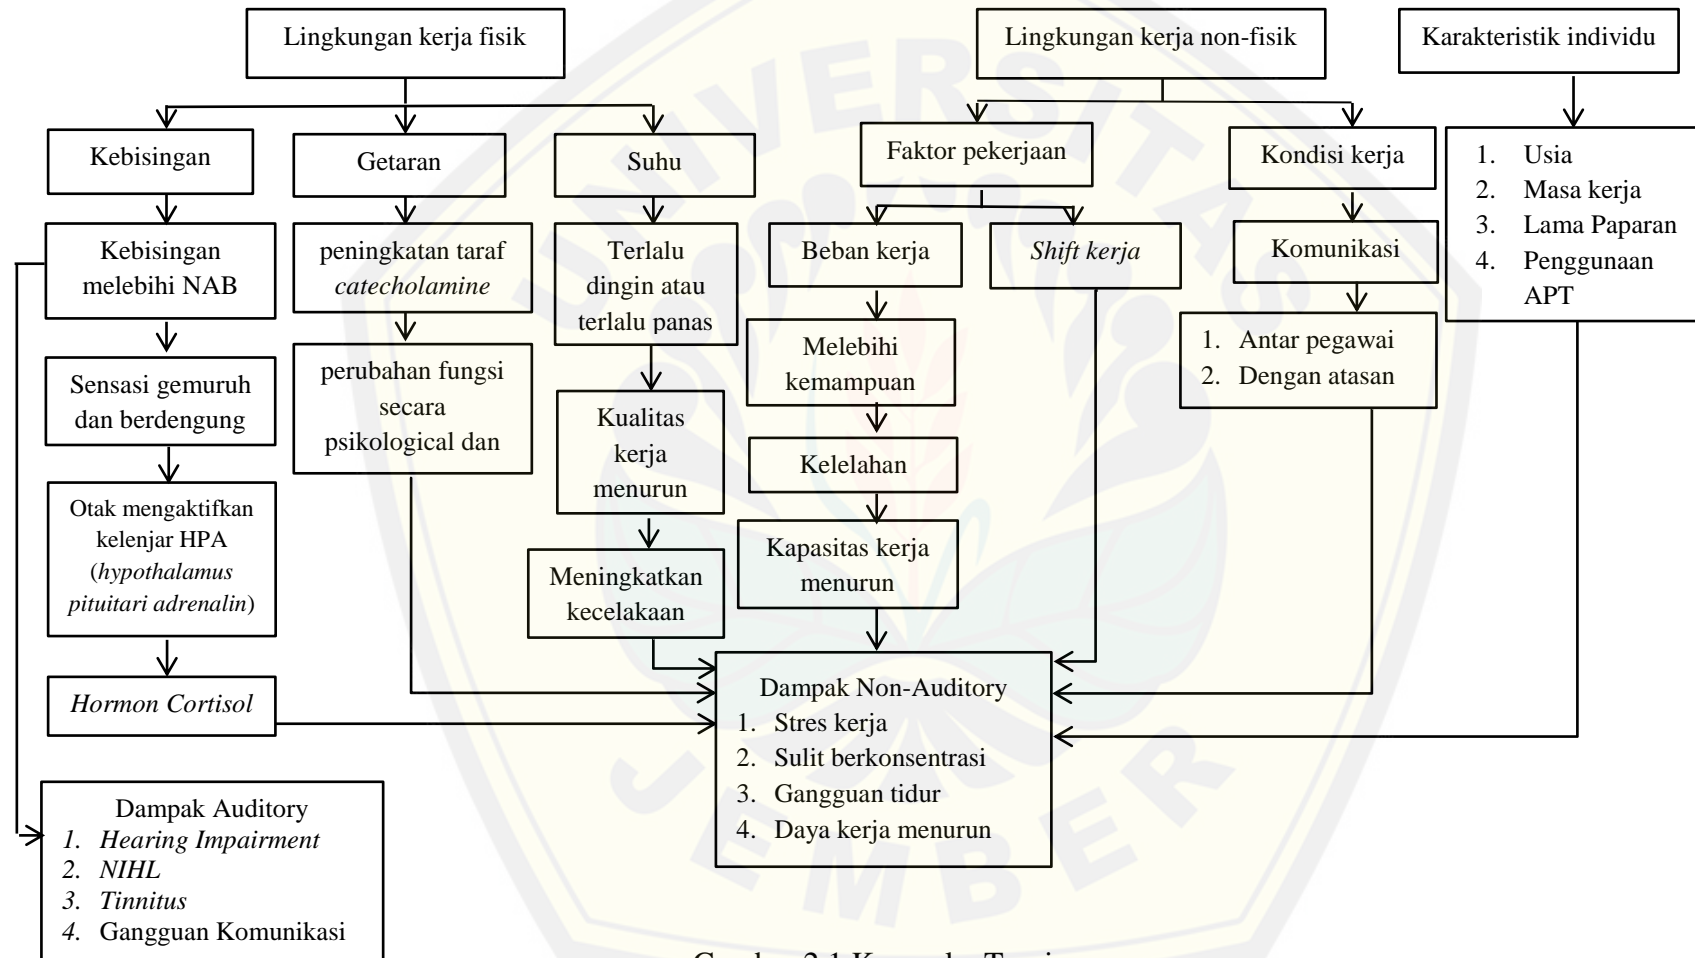 Lingkungan kerja fisik
Lingkungan kerja non-fisik
Karakteristik individu
Kebisingan
Getaran
Suhu
Faktor pekerjaan
Kondisi kerja
1. Usia
2. Masa kerja
3. Lama Paparan
4. Penggunaan
APT
Kebisingan
melebihi NAB
peningkatan taraf
catecholamine
Terlalu
dingin atau
terlalu panas
Beban kerja
Shift kerja
Komunikasi
Sensasi gemuruh
dan berdengung
perubahan fungsi
secara
psikological dan
Kualitas
kerja
menurun
Melebihi
kemampuan
1. Antar pegawai
2. Dengan atasan
Kelelahan
Otak mengaktifkan
kelenjar HPA
(hypothalamus
pituitari adrenalin)
Meningkatkan
kecelakaan
Kapasitas kerja
menurun
Hormon Cortisol
Dampak Non-Auditory
1. Stres kerja
2. Sulit berkonsentrasi
3. Gangguan tidur
4. Daya kerja menurun
Dampak Auditory
1. Hearing Impairment
2. NIHL
3. Tinnitus
4. Gangguan Komunikasi
UNIVERSITAS
JEMBER